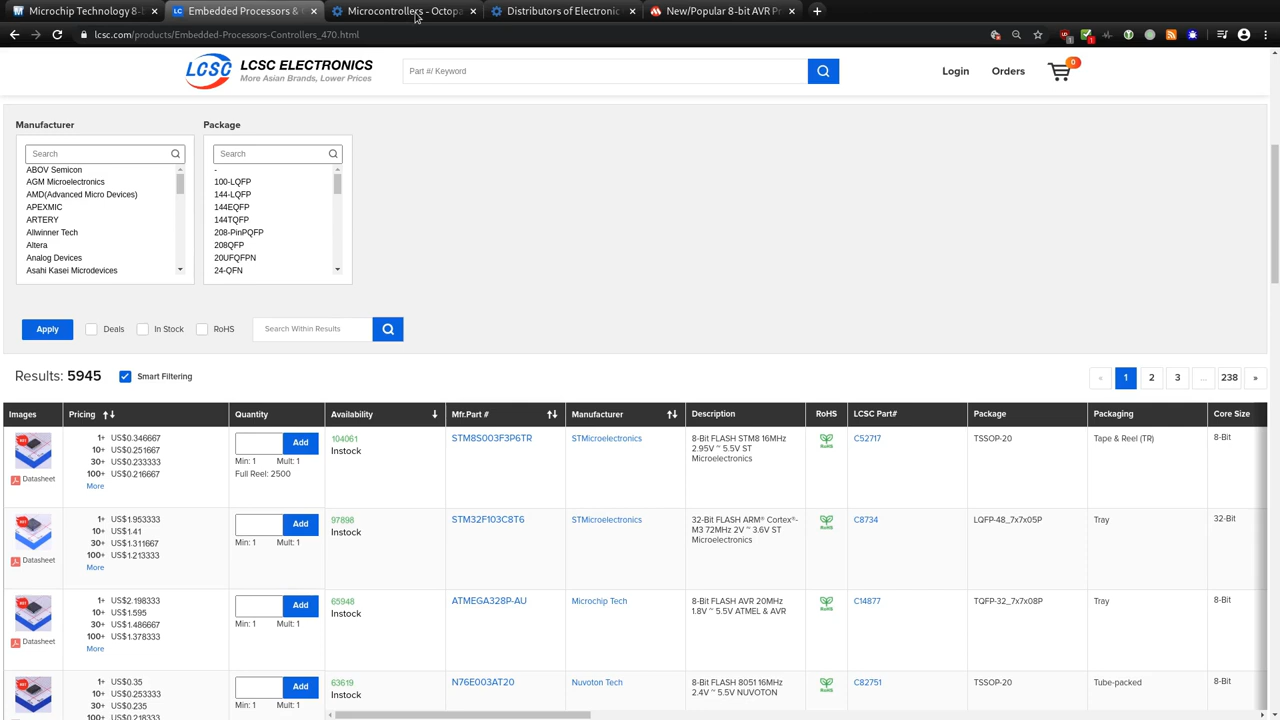 Microchip Technology 8-
Embedded Processors &
Microcontrollers - Octopa
Distributors of Electronic
New/Popular 8-bit AVR P
lcsc.com/products/Embedded-Processors-Controllers_470.html
LCSC ELECTRONICS
More Asian Brands, Lower Prices
Part #/ Keyword
Login
Orders
0
Manufacturer
Package
Search
Search
ABOV Semicon
-
AGM Microelectronics
100-LQFP
AMD(Advanced Micro Devices)
144-LQFP
APEXMIC
144EQFP
ARTERY
144TQFP
Allwinner Tech
208-PinPQFP
Altera
208QFP
Analog Devices
20UFQFPN
Asahi Kasei Microdevices
24-QFN
Apply
Deals
In Stock
RoHS
Search Within Results
Results: 5945
Smart Filtering
« 1 2 3 ... 238 »
Images
Pricing
Quantity
Availability
Mfr.Part #
Manufacturer
Description
RoHS
LCSC Part#
Package
Packaging
Core Size
Datasheet
1+ US$0.346667
10+ US$0.251667
30+ US$0.233333
100+ US$0.216667
More
Add
Min: 1 Mult: 1
Full Reel: 2500
104061
Instock
STM8S003F3P6TR
STMicroelectronics
8-Bit FLASH STM8 16MHz
2.95V ~ 5.5V ST
Microelectronics
RoHS
C52717
TSSOP-20
Tape & Reel (TR)
8-Bit
Datasheet
1+ US$1.953333
10+ US$1.41
30+ US$1.311667
100+ US$1.213333
More
Add
Min: 1 Mult: 1
97898
Instock
STM32F103C8T6
STMicroelectronics
32-Bit FLASH ARM® Cortex®-
M3 72MHz 2V ~ 3.6V ST
Microelectronics
RoHS
C8734
LQFP-48_7x7x05P
Tray
32-Bit
Datasheet
1+ US$2.198333
10+ US$1.595
30+ US$1.486667
100+ US$1.378333
More
Add
Min: 1 Mult: 1
65948
Instock
ATMEGA328P-AU
Microchip Tech
8-Bit FLASH AVR 20MHz
1.8V ~ 5.5V ATMEL & AVR
RoHS
C14877
TQFP-32_7x7x08P
Tray
8-Bit
1+ US$0.35
10+ US$0.253333
30+ US$0.235
100+ US$0.218333
Add
Min: 1 Mult: 1
63619
Instock
N76E003AT20
Nuvoton Tech
8-Bit FLASH 8051 16MHz
2.4V ~ 5.5V NUVOTON
RoHS
C82751
TSSOP-20
Tube-packed
8-Bit